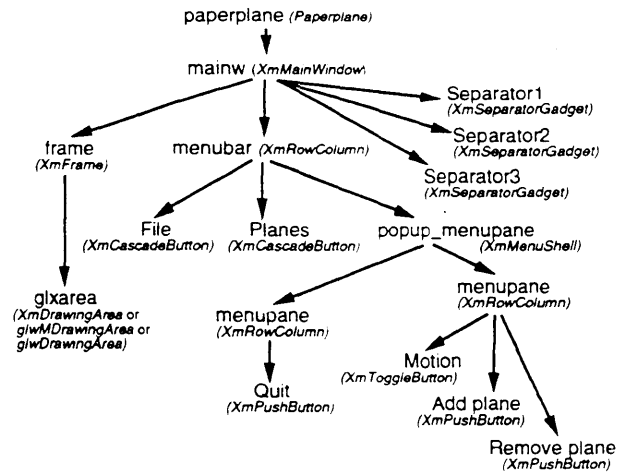 paperplane (Paperplane)
mainw (XmMainWindow)
Separator1
(XmSeparatorGadget)
Separator2
(XmSeparatorGadget)
Separator3
(XmSeparatorGadget)
frame
(XmFrame)
menubar (XmRowColumn)
File
(XmCascadeButton)
Planes
(XmCascadeButton)
popup_menupane
(XmMenuShell)
glxarea
(XmDrawingArea or
glwMDrawingArea or
glwDrawingArea)
menupane
(XmRowColumn)
menupane
(XmRowColumn)
Quit
(XmPushButton)
Motion
(XmToggleButton)
Add plane
(XmPushButton)
Remove plane
(XmPushButton)